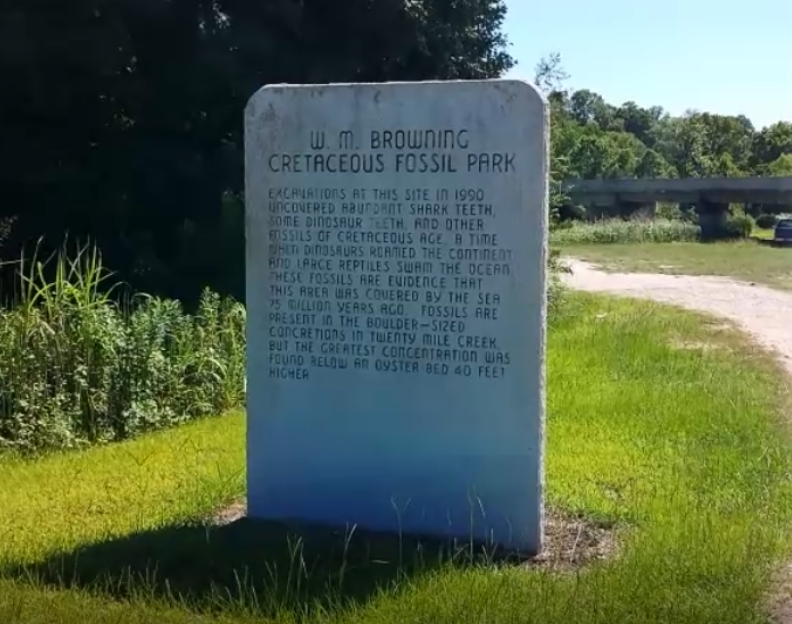 W. M. BROWNING
CRETACEOUS FOSSIL PARK
EXCAVATIONS AT THIS SITE IN 1990
UNCOVERED ABUNDANT SHARK TEETH,
SOME DINOSAUR TEETH, AND OTHER
FOSSILS OF CRETACEOUS AGE, A TIME
WHEN DINOSAURS ROAMED THE CONTINENT
AND LARGE REPTILES SWAM THE OCEAN.
THESE FOSSILS ARE EVIDENCE THAT
THIS AREA WAS COVERED BY THE SEA
75 MILLION YEARS AGO. FOSSILS ARE
PRESENT IN THE BOULDER-SIZED
CONCRETIONS IN TWENTY MILE CREEK,
BUT THE GREATEST CONCENTRATION WAS
FOUND BELOW AN OYSTER BED 40 FEET
HIGHER